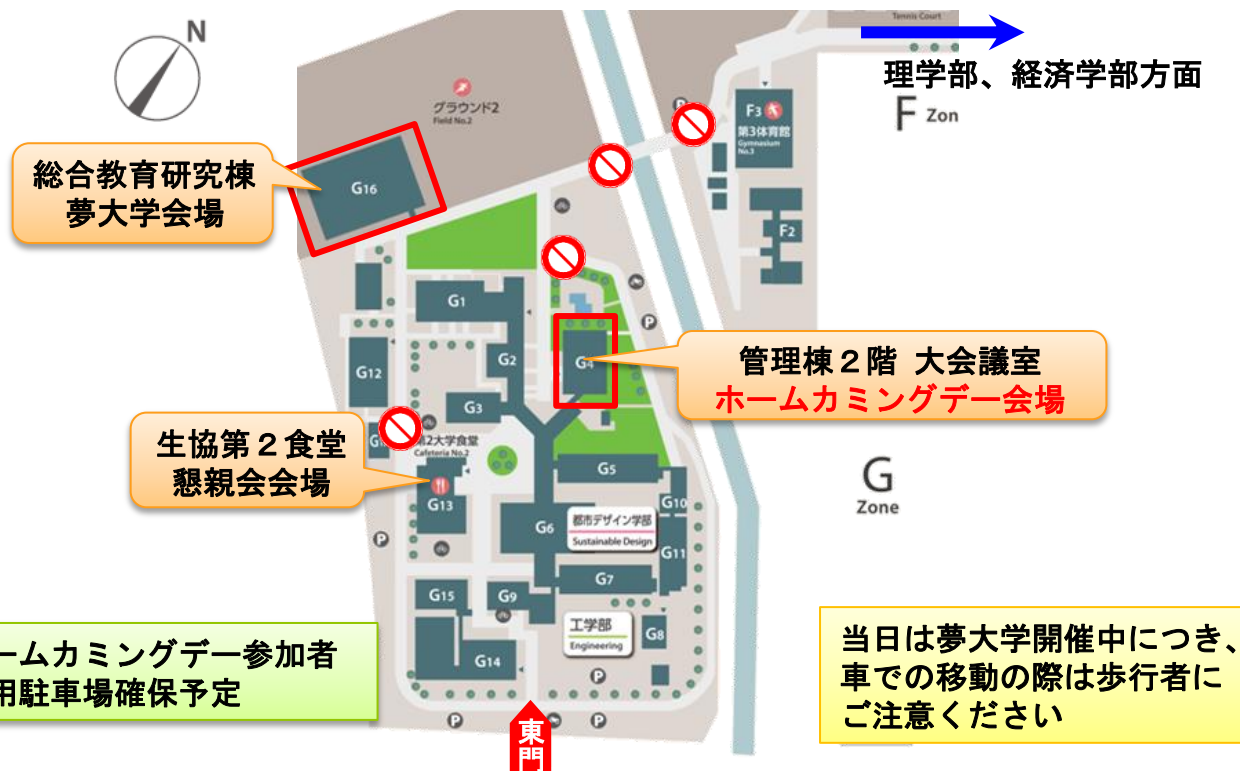 N
Tennis Court
理学部、経済学部方面
F Zon
グラウンド2
Field No.2
P
F3
第3体育館
Gymnasium
No.3
総合教育研究棟
夢大学会場
G16
F2
G1
P
G2
G4
管理棟2階 大会議室
ホームカミングデー会場
G12
G3
生協第2食堂
懇親会会場
第2大学食堂
Cafeteria No.2
G5
G
Zone
G13
G10
G6
都市デザイン学部
Sustainable Design
P
G11
G7
G15
G9
工学部
Engineering
G8
G14
P
ームカミングデー参加者
用駐車場確保予定
当日は夢大学開催中につき、
車での移動の際は歩行者に
ご注意ください
P
P
東門